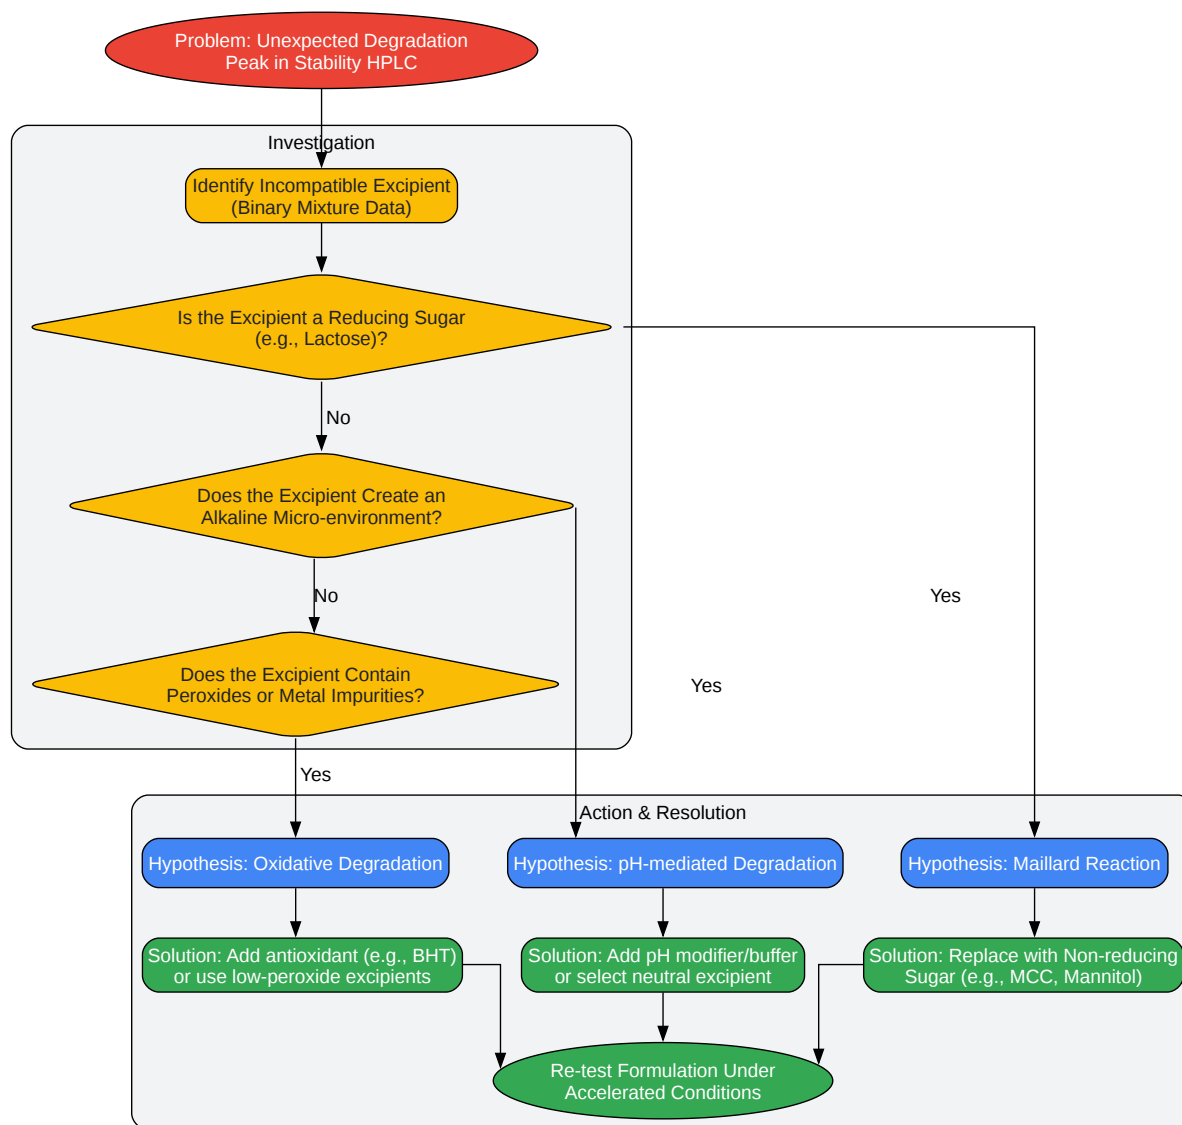 Problem: Unexpected Degradation
Peak in Stability HPLC
Investigation
Identify Incompatible Excipient
(Binary Mixture Data)
Is the Excipient a Reducing Sugar
(e.g., Lactose)?
No
Does the Excipient Create an
Alkaline Micro-environment?
No
Yes
Does the Excipient Contain
Peroxides or Metal Impurities?
Yes
Yes
Action & Resolution
Hypothesis: Oxidative Degradation
Hypothesis: pH-mediated Degradation
Hypothesis: Maillard Reaction
Solution: Add antioxidant (e.g., BHT)
or use low-peroxide excipients
Solution: Add pH modifier/buffer
or select neutral excipient
Solution: Replace with Non-reducing
Sugar (e.g., MCC, Mannitol)
Re-test Formulation Under
Accelerated Conditions